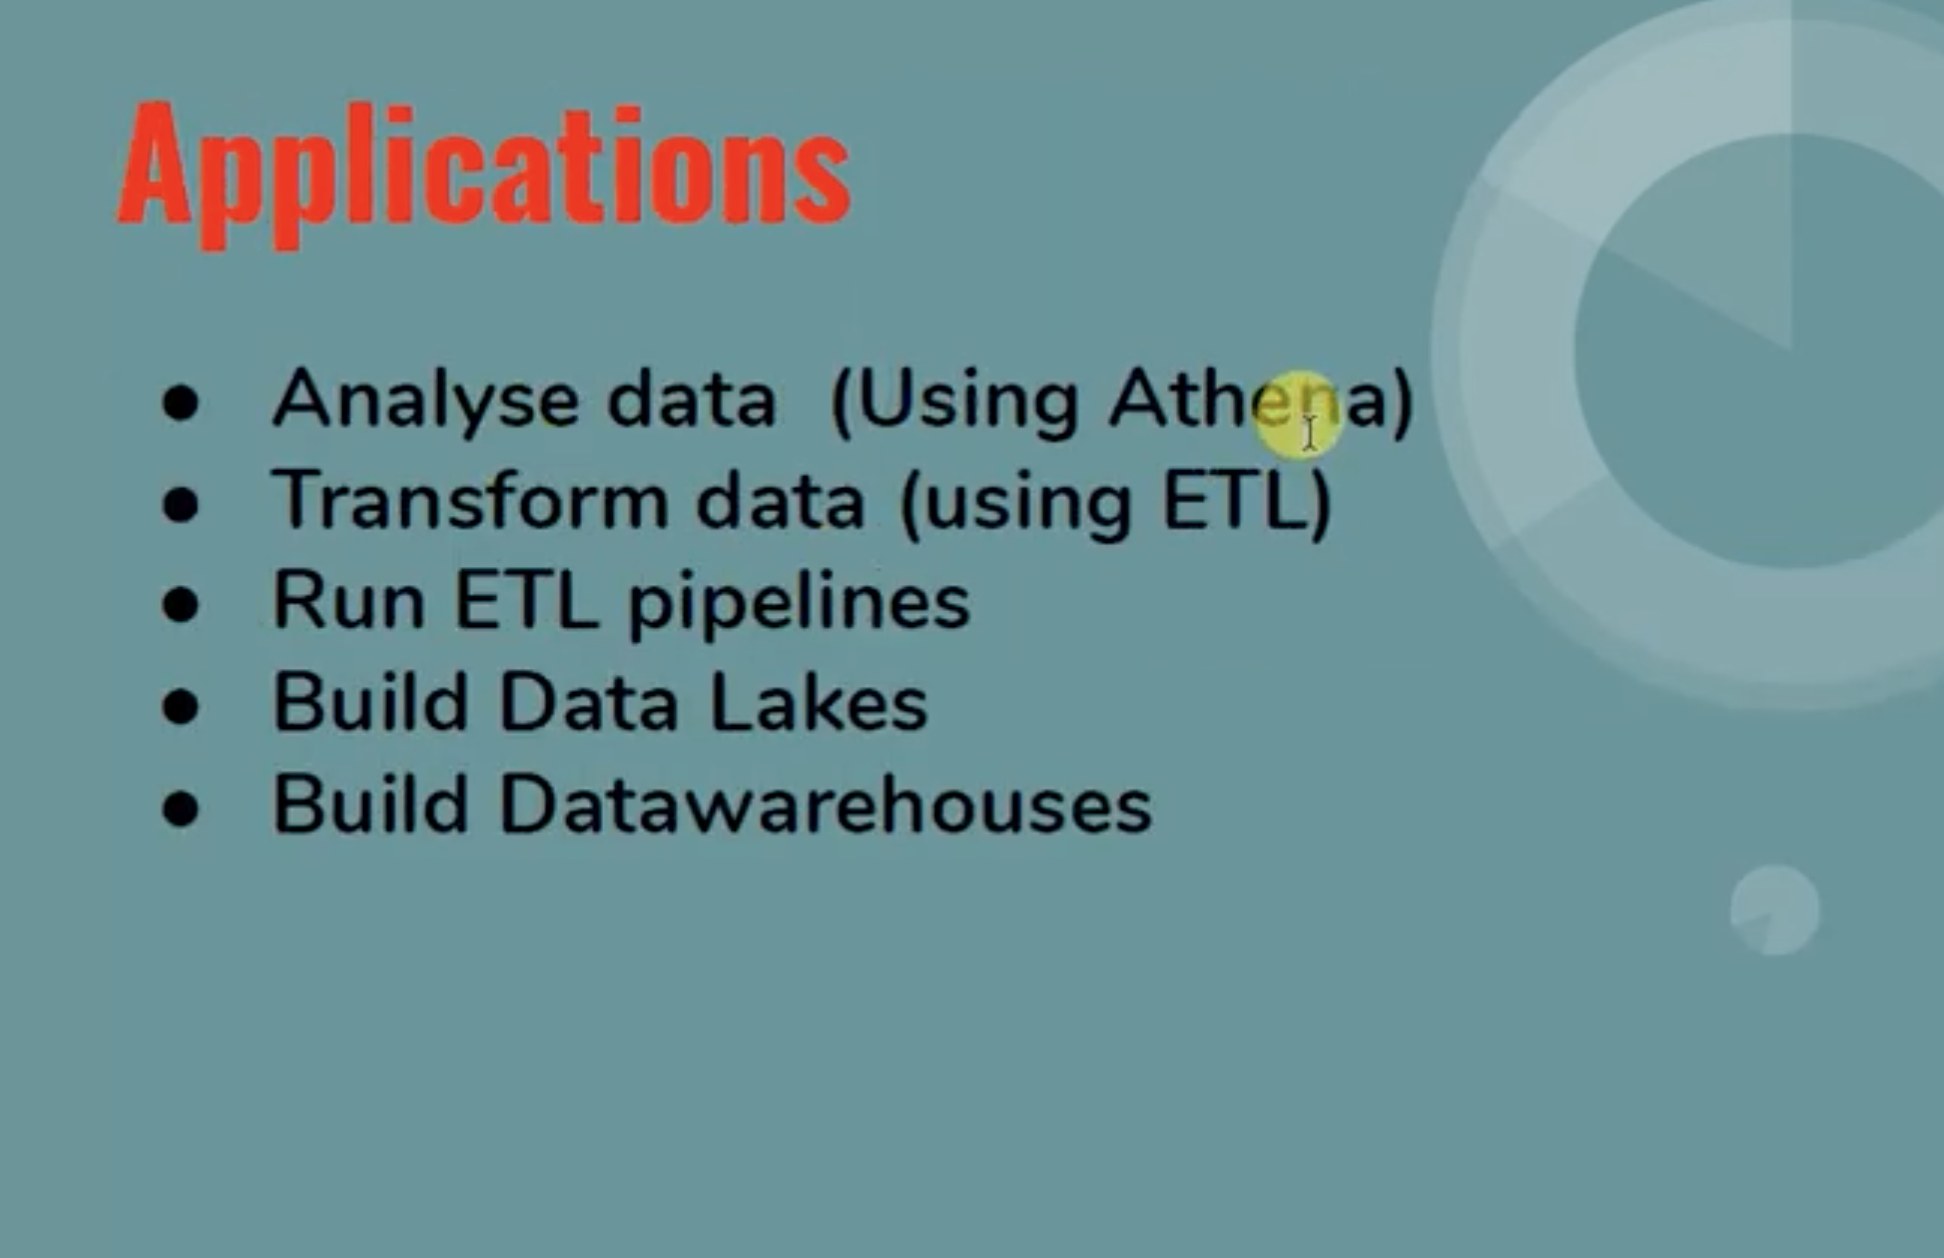 Applications
● Analyse data  (Using Athena)
● Transform data (using ETL)
● Run ETL pipelines
● Build Data Lakes
● Build Datawarehouses